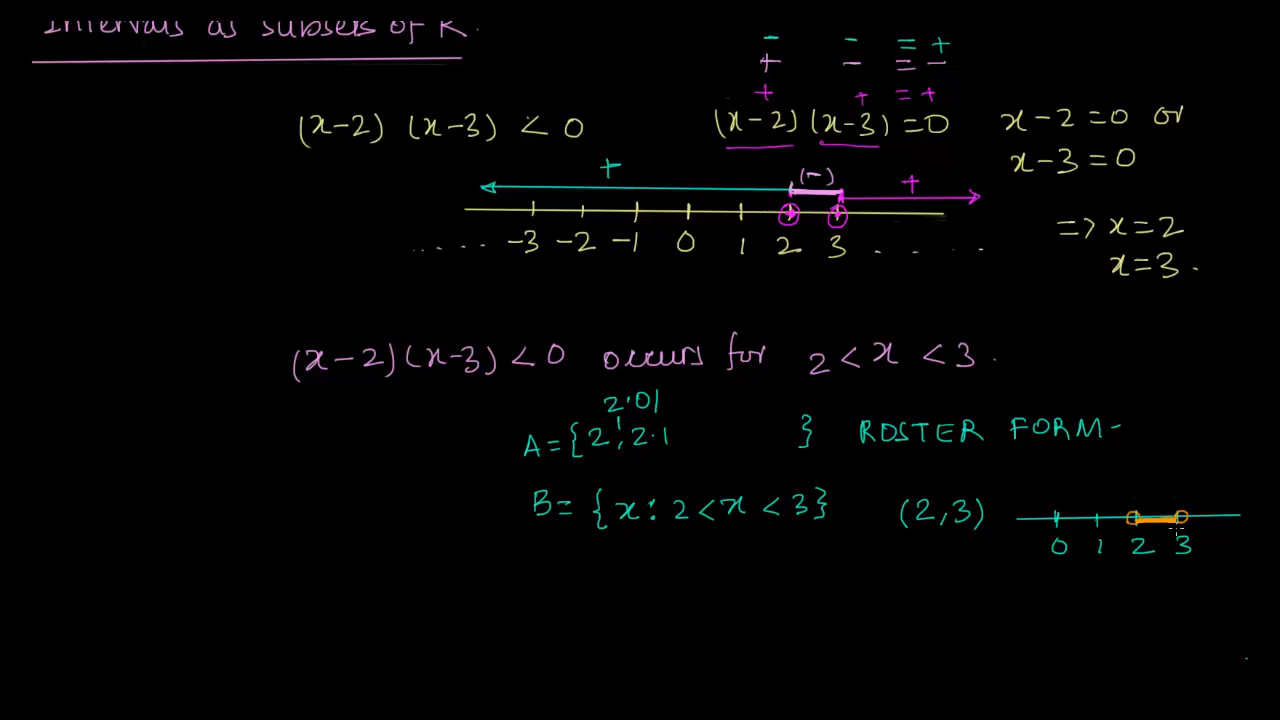 Intervals as subsets of R.
- - = +
+ - = -
+ + = +
(x-2) (x-3) < 0
(x-2) (x-3) = 0
x-2 = 0 or
x-3 = 0
+ (-) +
..... -3 -2 -1 0 1 2 3 . . . .
=> x = 2
x = 3 .
(x-2)(x-3) < 0 occurs for 2 < x < 3 .
2.01
A = { 2 , 2.1 } ROSTER FORM -
B = { x : 2 < x < 3 } (2,3)
0 1 2 3